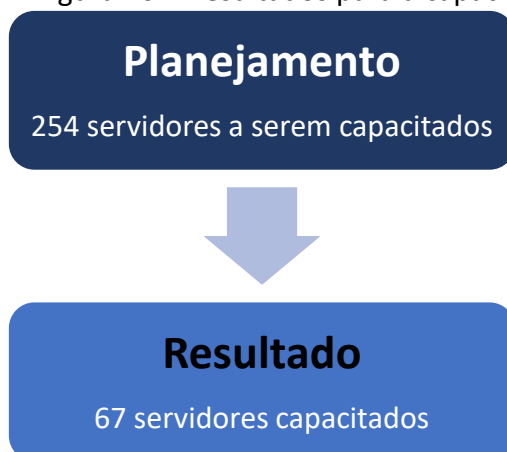 Planejamento
254 servidores a serem capacitados
Resultado
67 servidores capacitados